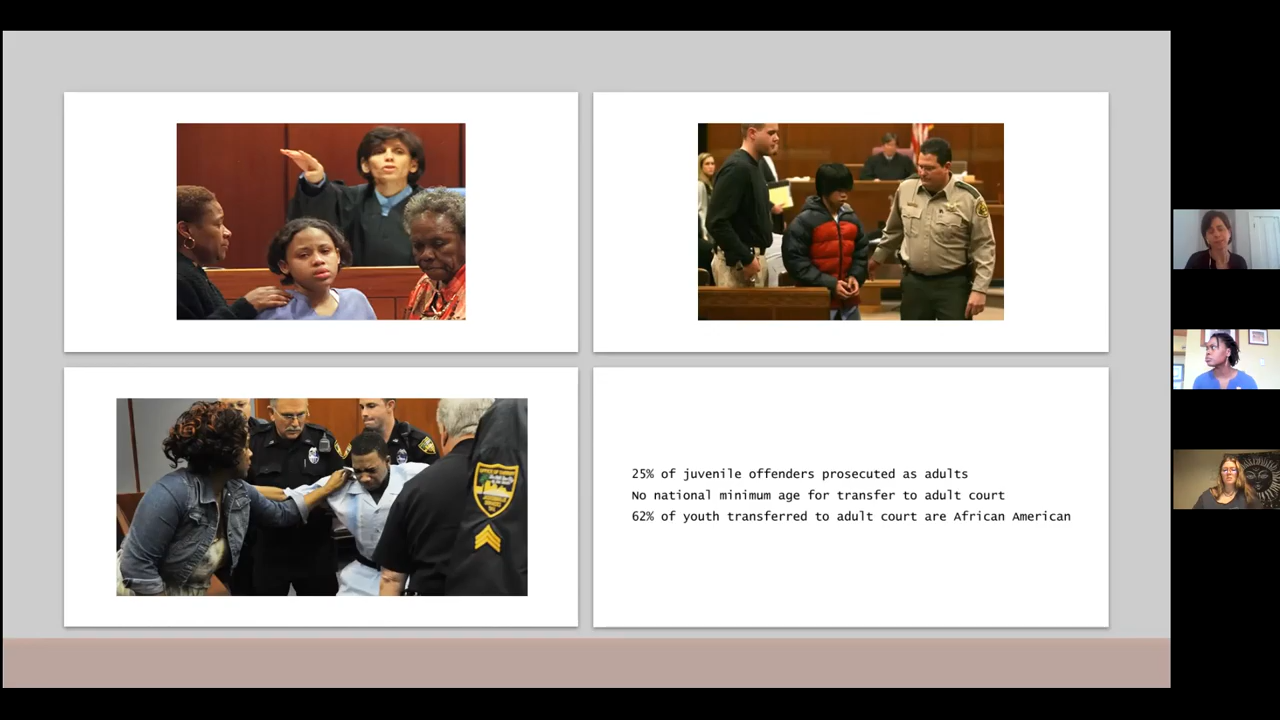 25% of juvenile offenders prosecuted as adults
No national minimum age for transfer to adult court
62% of youth transferred to adult court are African American